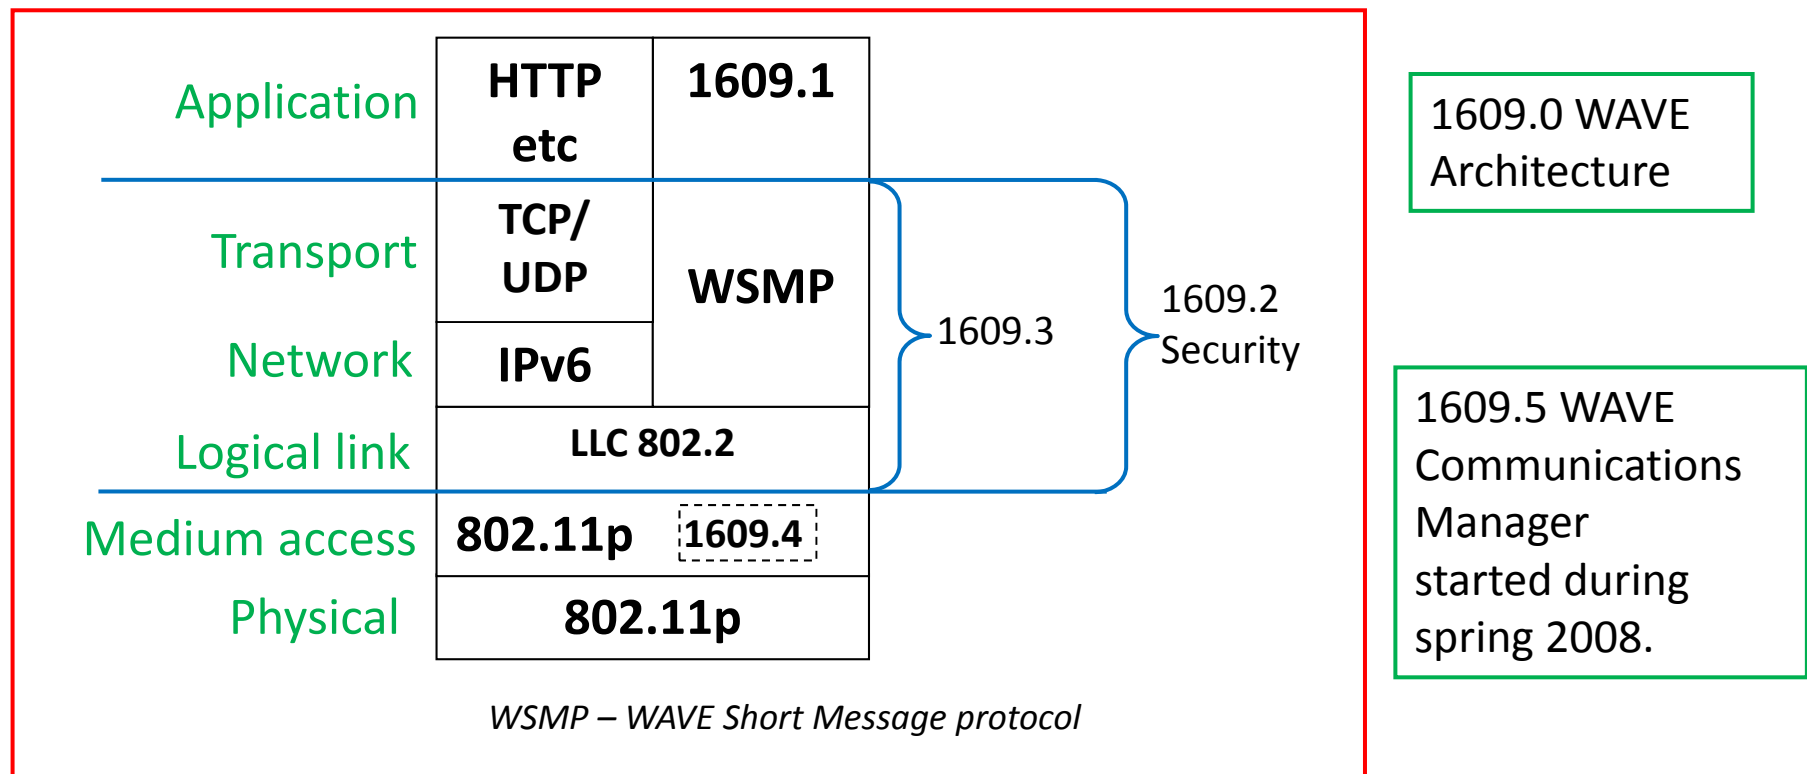 Application
HTTP
etc
1609.1
Transport
TCP/
UDP
WSMP
Network
IPv6
Logical link
LLC 802.2
Medium access
802.11p
1609.4
Physical
802.11p
1609.3
1609.2
Security
WSMP – WAVE Short Message protocol
1609.0 WAVE
Architecture
1609.5 WAVE
Communications
Manager
started during
spring 2008.